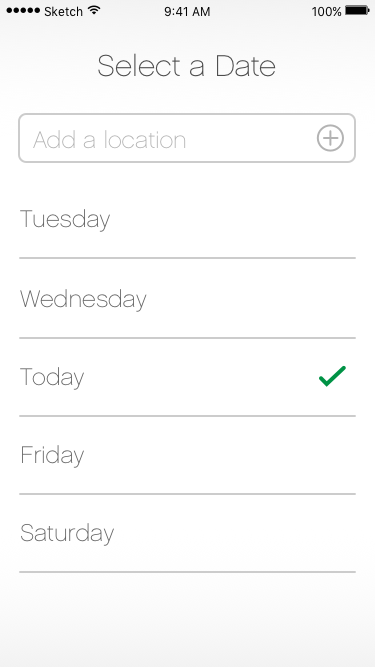 Sketch 9:41 AM 100%
Select a Date
Add a location
Tuesday
Wednesday
Today
Friday
Saturday